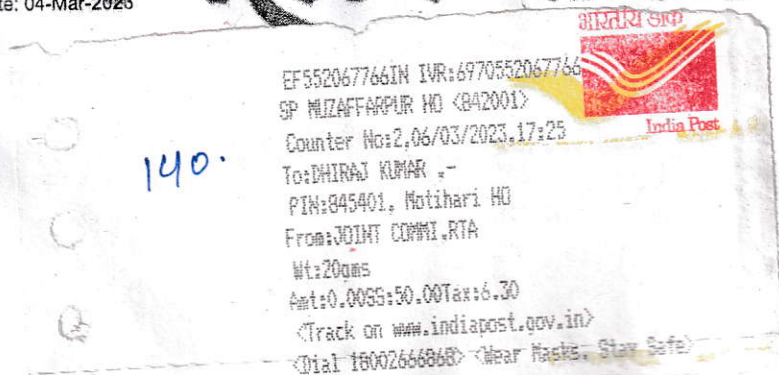 te: 04-Mar-2023
भारतीय डाक
India Post
EF552067766IN IVR:6970552067766
SP MUZAFFARPUR HO <842001>
Counter No:2,06/03/2023,17:25
To:DHIRAJ KUMAR ,-
PIN:845401, Motihari HO
From:JOINT COMMI.RTA
Wt:20gms
Amt:0.00SS:50.00Tax:6.30
<Track on www.indiapost.gov.in>
<Dial 18002666868> <Wear Masks, Stay Safe>
140.